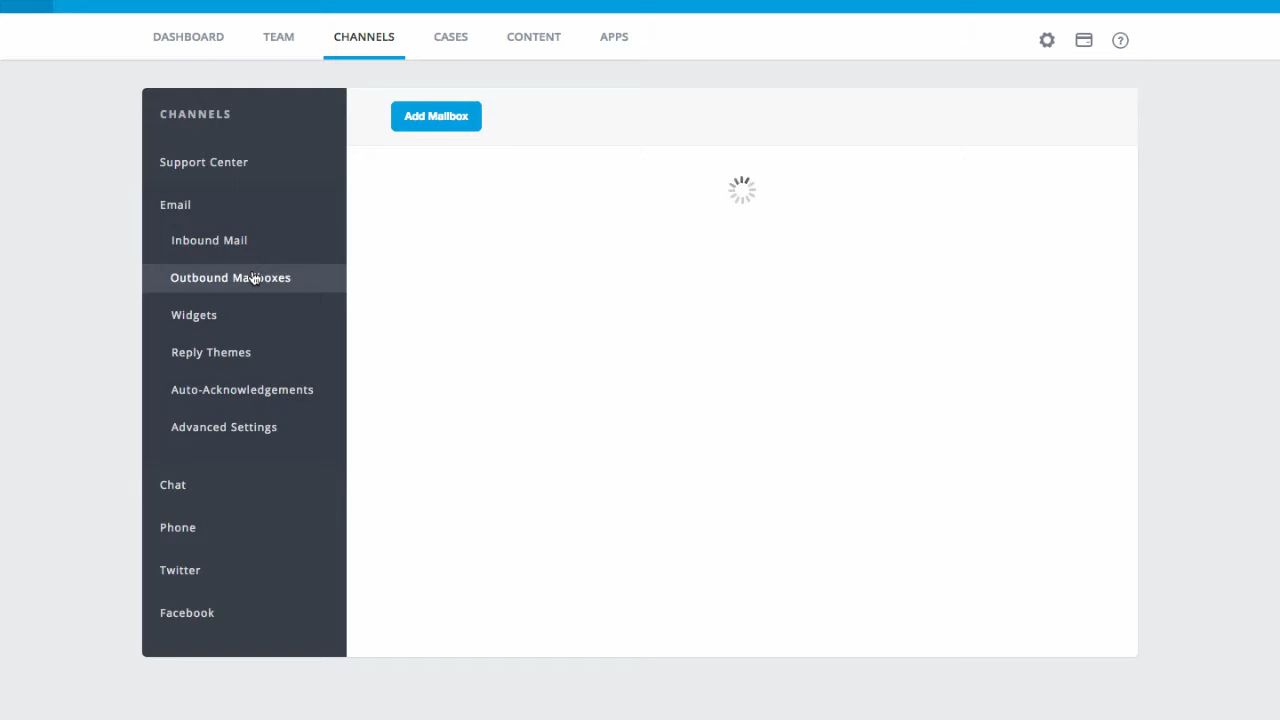 DASHBOARD TEAM CHANNELS CASES CONTENT APPS
CHANNELS
Add Mailbox
Support Center
Email
Inbound Mail
Outbound Mailboxes
Widgets
Reply Themes
Auto-Acknowledgements
Advanced Settings
Chat
Phone
Twitter
Facebook